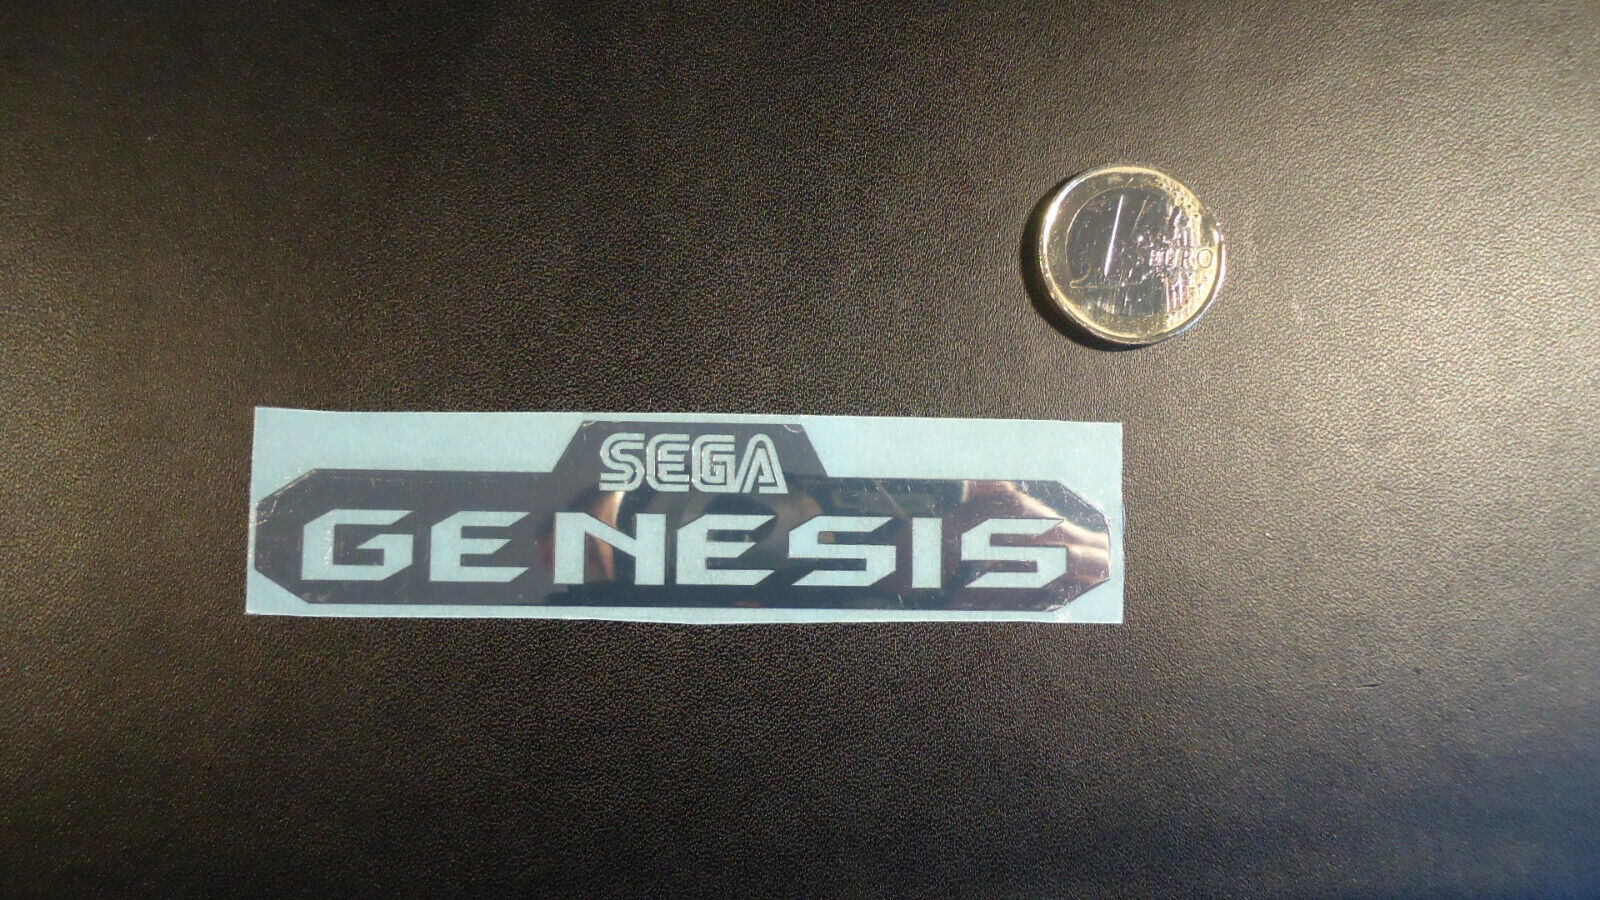 1
EURO
SEGA
GENESIS